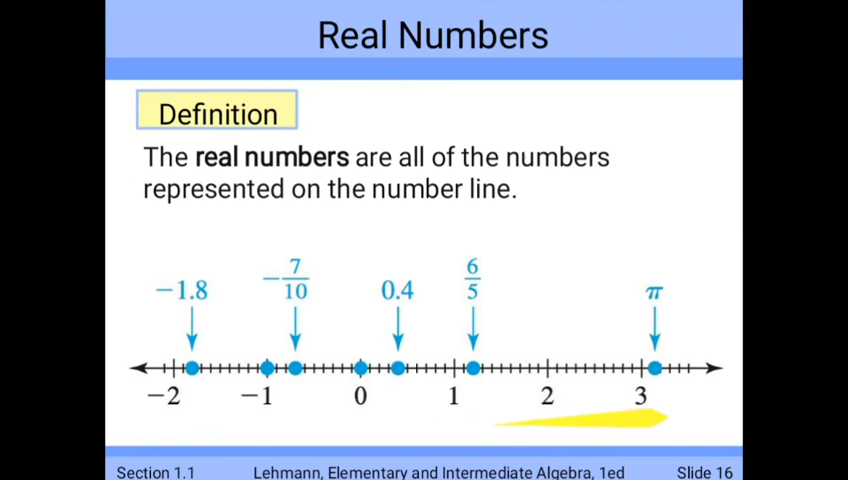 Real Numbers
Definition
The real numbers are all of the numbers
represented on the number line.
−1.8 −7/10 0.4 6/5 π
−2 −1 0 1 2 3
Section 1.1 Lehmann, Elementary and Intermediate Algebra, 1ed Slide 16